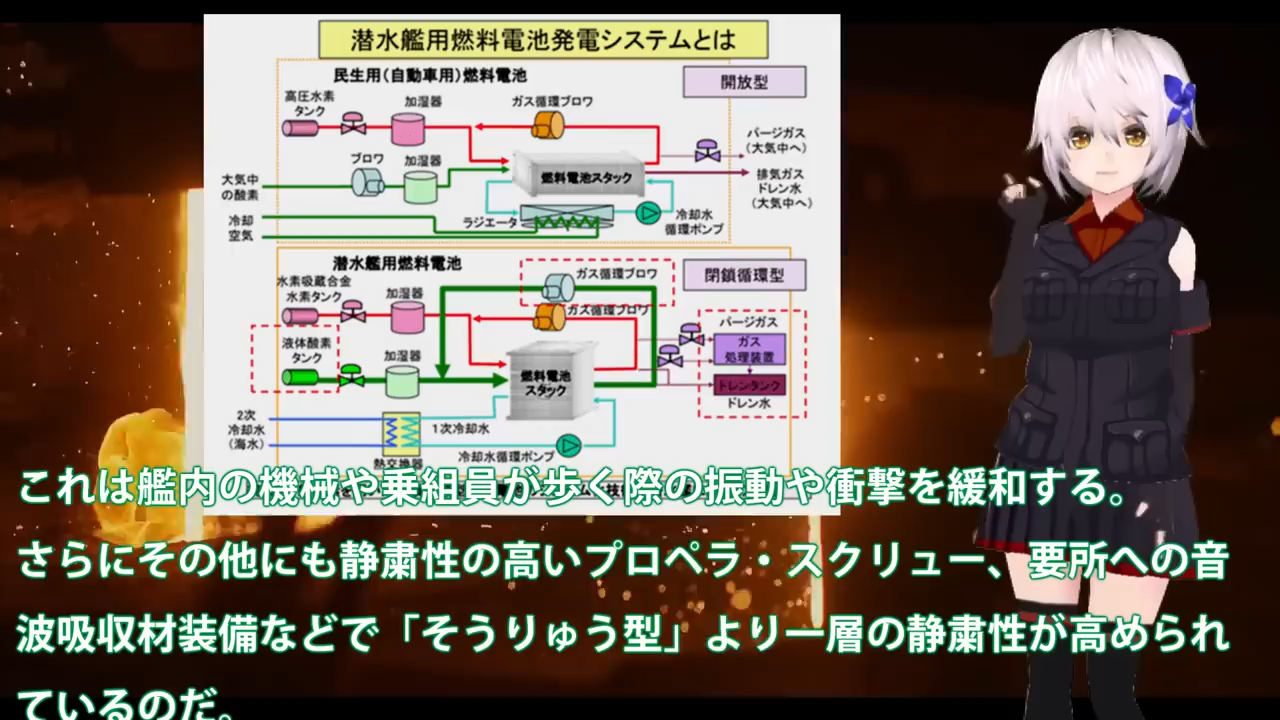 潜水艦用燃料電池発電システムとは
民生用(自動車用)燃料電池
開放型
高圧水素
タンク
加湿器
ガス循環ブロワ
パージガス
(大気中へ)
ブロワ
加湿器
大気中
の酸素
燃料電池スタック
排気ガス
ドレン水
(大気中へ)
冷却
空気
ラジエータ
冷却水
循環ポンプ
潜水艦用燃料電池
閉鎖循環型
ガス循環ブロワ
水素吸蔵合金
水素タンク
加湿器
ガス循環ブロワ
パージガス
ガス
処理装置
液体酸素
タンク
加湿器
燃料電池
スタック
ドレンタンク
ドレン水
2次
冷却水
(海水)
1次冷却水
熱交換器
冷却水循環ポンプ
これは艦内の機械や乗組員が歩く際の振動や衝撃を緩和する。
さらにその他にも静粛性の高いプロペラ・スクリュー、要所への音
波吸収材装備などで「そうりゅう型」より一層の静粛性が高められ
ているのだ。